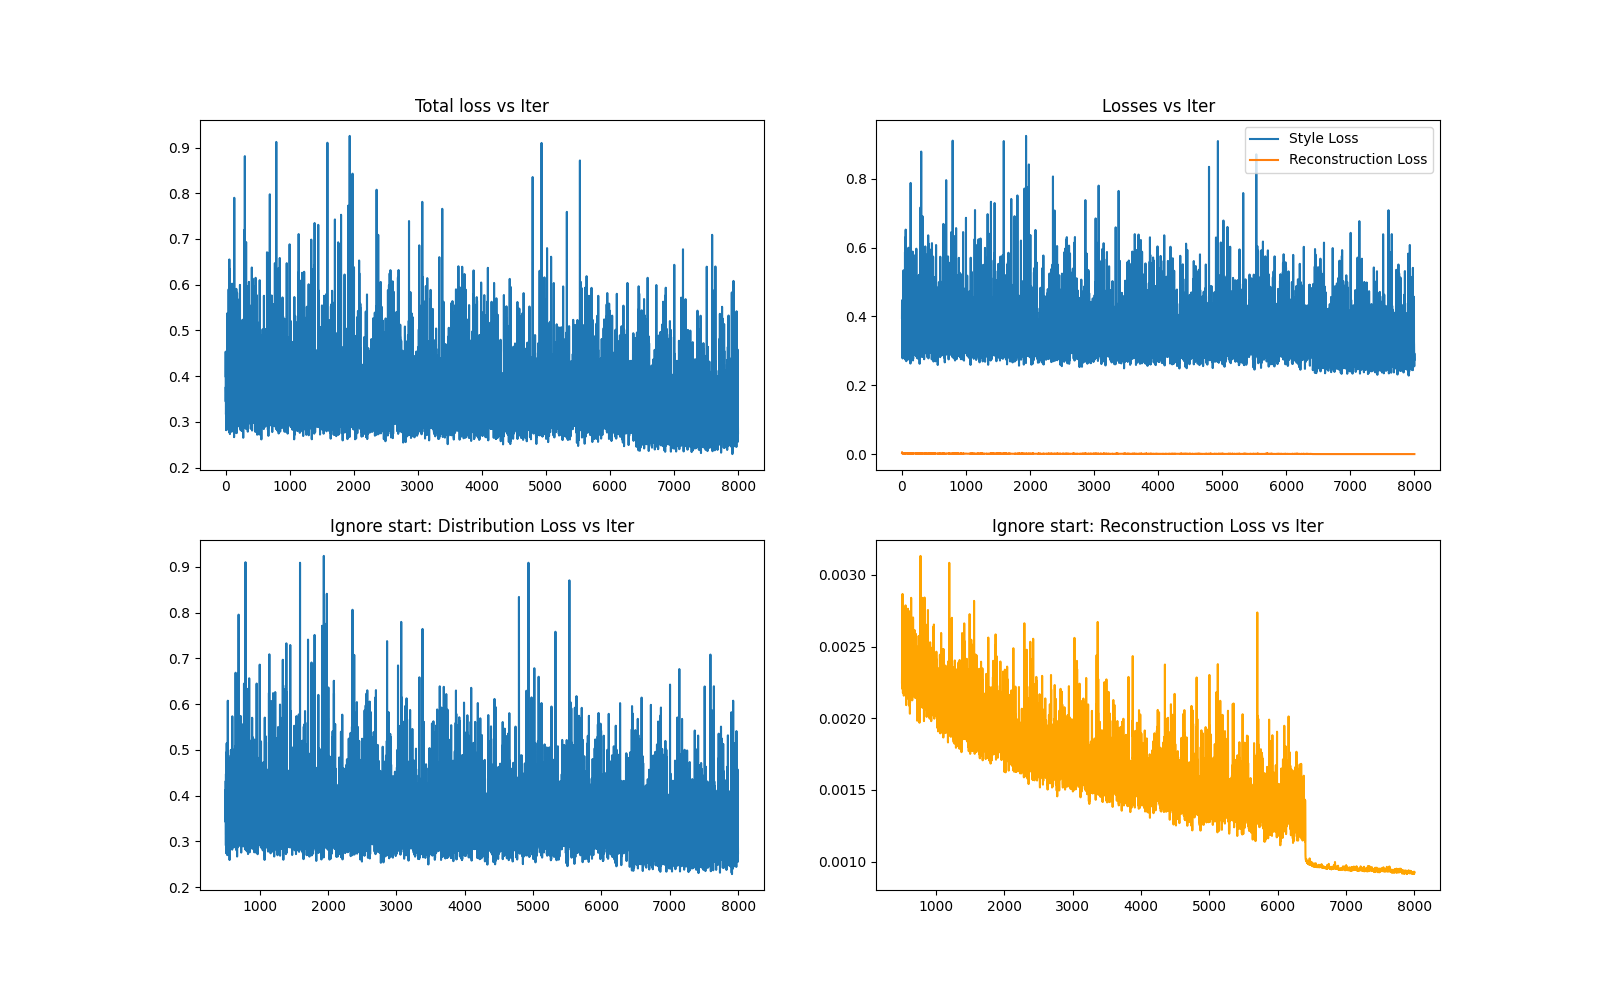 Total loss vs Iter
0.9
0.8
0.7
0.6
0.5
0.4
0.3
0.2
0 1000 2000 3000 4000 5000 6000 7000 8000
Losses vs Iter
Style Loss
Reconstruction Loss
0.8
0.6
0.4
0.2
0.0
0 1000 2000 3000 4000 5000 6000 7000 8000
Ignore start: Distribution Loss vs Iter
0.9
0.8
0.7
0.6
0.5
0.4
0.3
0.2
1000 2000 3000 4000 5000 6000 7000 8000
Ignore start: Reconstruction Loss vs Iter
0.0030
0.0025
0.0020
0.0015
0.0010
1000 2000 3000 4000 5000 6000 7000 8000